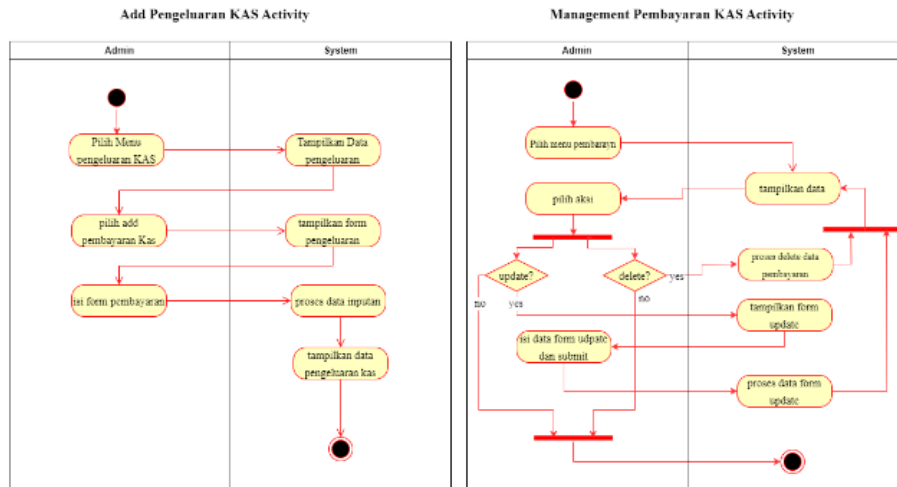 Add Pengeluaran KAS Activity
Admin
System
Pilih Menu
pengeluaran KAS
Tampilkan Data
pengeluaran
pilih add
pembayaran Kas
tampilkan form
pengeluaran
isi form pembayaran
proses data inputan
tampilkan data
pengeluaran kas
Management Pembayaran KAS Activity
Admin
System
Pilih menu pembarayn
tampilkan data
pilih aksi
update?
delete?
yes
proses delete data
pembayaran
no
yes
no
tampilkan form
update
isi data form udpate
dan submit
proses data form
update